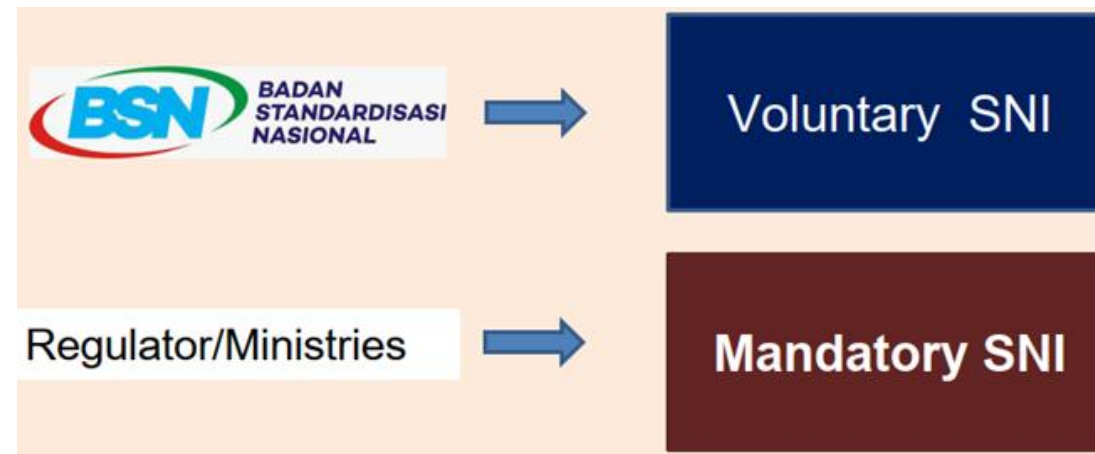 BSN
BADAN
STANDARDISASI
NASIONAL
Voluntary SNI
Regulator/Ministries
Mandatory SNI